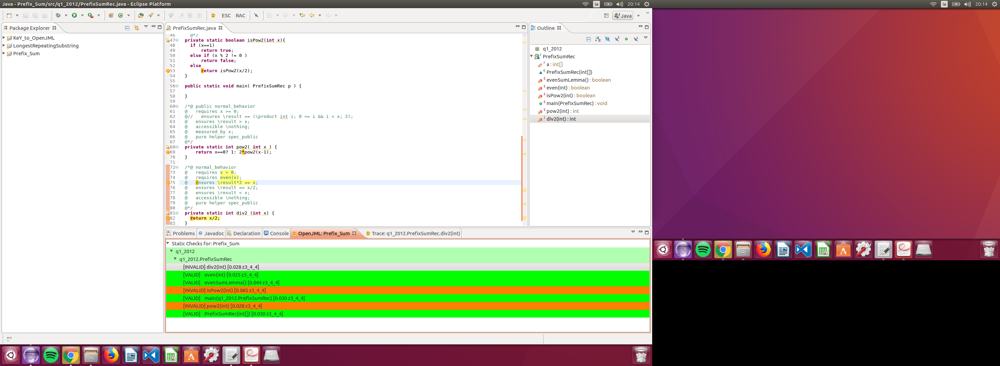 Java - Prefix_Sum/src/q1_2012/PrefixSumRec.java - Eclipse Platform
Ie
20:14
Ie
20:14
ESC RAC
Java
Package Explorer
KeY_to_OpenJML
LongestRepeatingSubstring
Prefix_Sum
PrefixSumRec.java
46 @*/
47 private static boolean isPow2(int x){
48 if (x==1)
49 return true;
50 else if (x % 2 != 0 )
51 return false;
52 else
53 return isPow2(x/2);
54 }
55
56 public static void main( PrefixSumRec p ) {
57
58 }
59
60 /*@ public normal_behavior
61 @ requires x >= 0;
62 @// ensures \result == (\product int i; 0 <= i && i < x; 2);
63 @ ensures \result > x;
64 @ accessible \nothing;
65 @ measured_by x;
66 @ pure helper spec_public
67 @*/
68 private static int pow2( int x ) {
69 return x==0? 1: 2*pow2(x-1);
70 }
71
72 /*@ normal_behavior
73 @ requires x > 0;
74 @ requires even(x);
75 @ ensures \result*2 == x;
76 @ ensures \result == x/2;
77 @ ensures \result < x;
78 @ accessible \nothing;
79 @ pure helper spec_public
80 @*/
81 private static int div2 (int x) {
82 return x/2;
83 }
Outline
q1_2012
PrefixSumRec
a : int[]
PrefixSumRec(int[])
evenSumLemma() : boolean
even(int) : boolean
isPow2(int) : boolean
main(PrefixSumRec) : void
pow2(int) : int
div2(int) : int
Problems
Javadoc
Declaration
Console
OpenJML: Prefix_Sum
Trace: q1_2012.PrefixSumRec.div2(int)
Static Checks for: Prefix_Sum
q1_2012
q1_2012.PrefixSumRec
[INVALID] div2(int) [0.028 z3_4_4]
[VALID] even(int) [0.025 z3_4_4]
[VALID] evenSumLemma() [0.044 z3_4_4]
[INVALID] isPow2(int) [0.065 z3_4_4]
[VALID] main(q1_2012.PrefixSumRec) [0.030 z3_4_4]
[INVALID] pow2(int) [0.028 z3_4_4]
[VALID] PrefixSumRec(int[]) [0.030 z3_4_4]